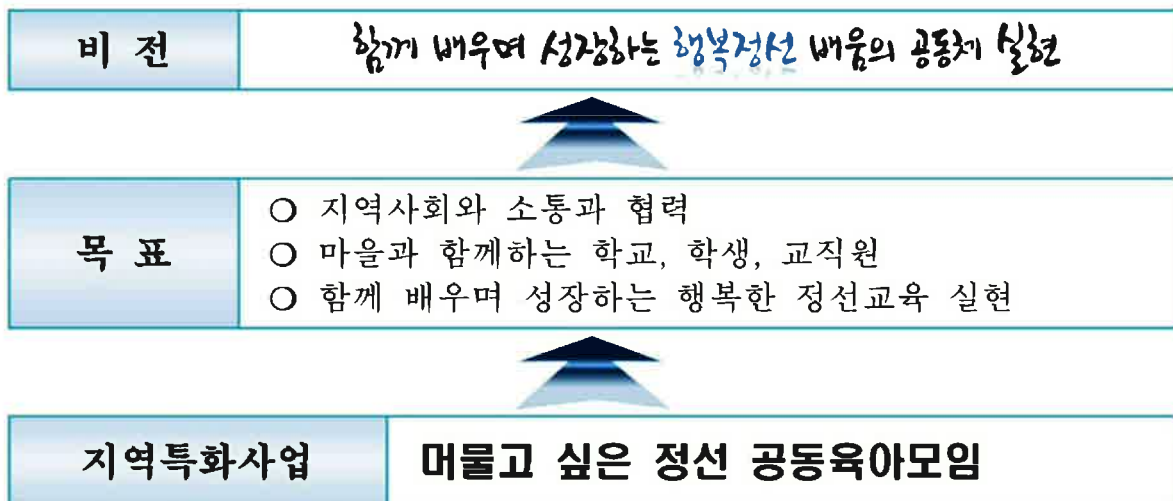 비 전
함께 배우며 성장하는 행복정선 배움의 공동체 실현
목 표
○ 지역사회와 소통과 협력
○ 마을과 함께하는 학교, 학생, 교직원
○ 함께 배우며 성장하는 행복한 정선교육 실현
지역특화사업
머물고 싶은 정선 공동육아모임